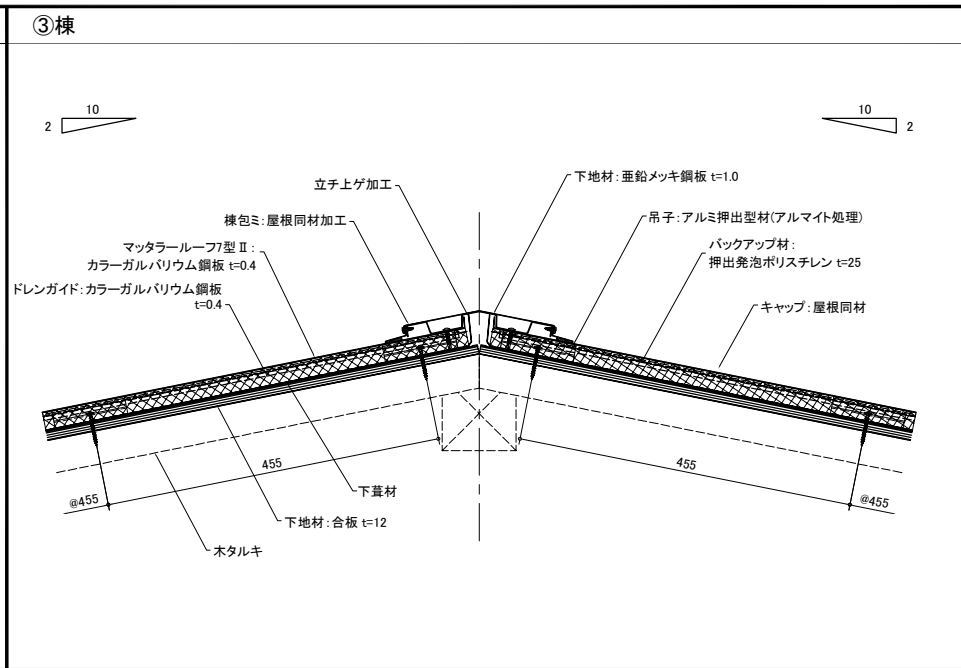 ③棟
10
2
10
2
立チ上ゲ加工
下地材：亜鉛メッキ鋼板 t=1.0
棟包ミ：屋根同材加工
吊子：アルミ押出型材(アルマイト処理)
マッタラールーフ7型Ⅱ：
カラーガルバリウム鋼板 t=0.4
バックアップ材：
押出発泡ポリスチレン t=25
ドレンガイド：カラーガルバリウム鋼板
t=0.4
キャップ：屋根同材
455
455
@455
@455
下葺材
下地材：合板 t=12
木タルキ